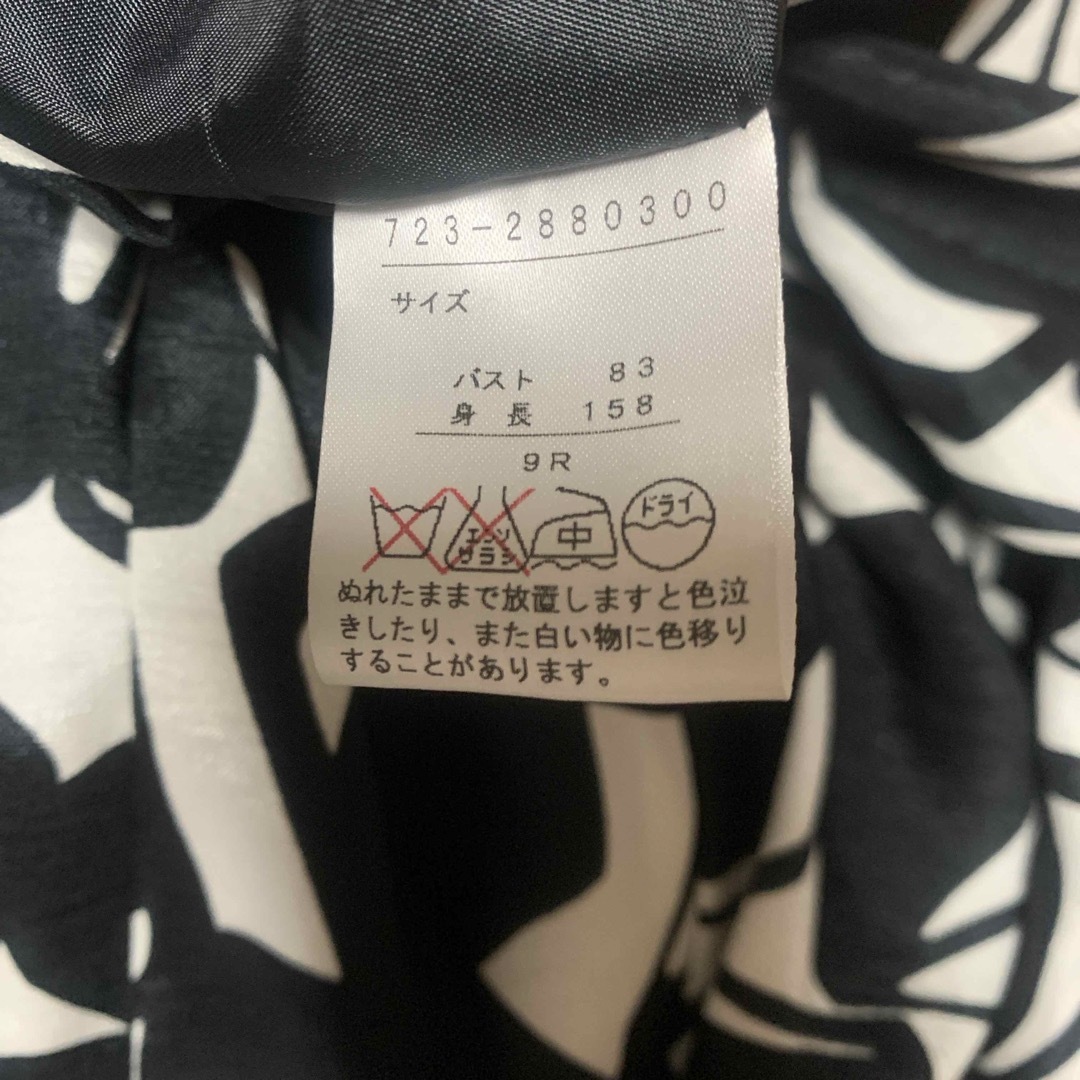 723-2880300
サイズ
バスト 83
身長 158
9R
エンソ
サラシ
中
ドライ
ぬれたままで放置しますと色泣
きしたり、また白い物に色移り
することがあります。